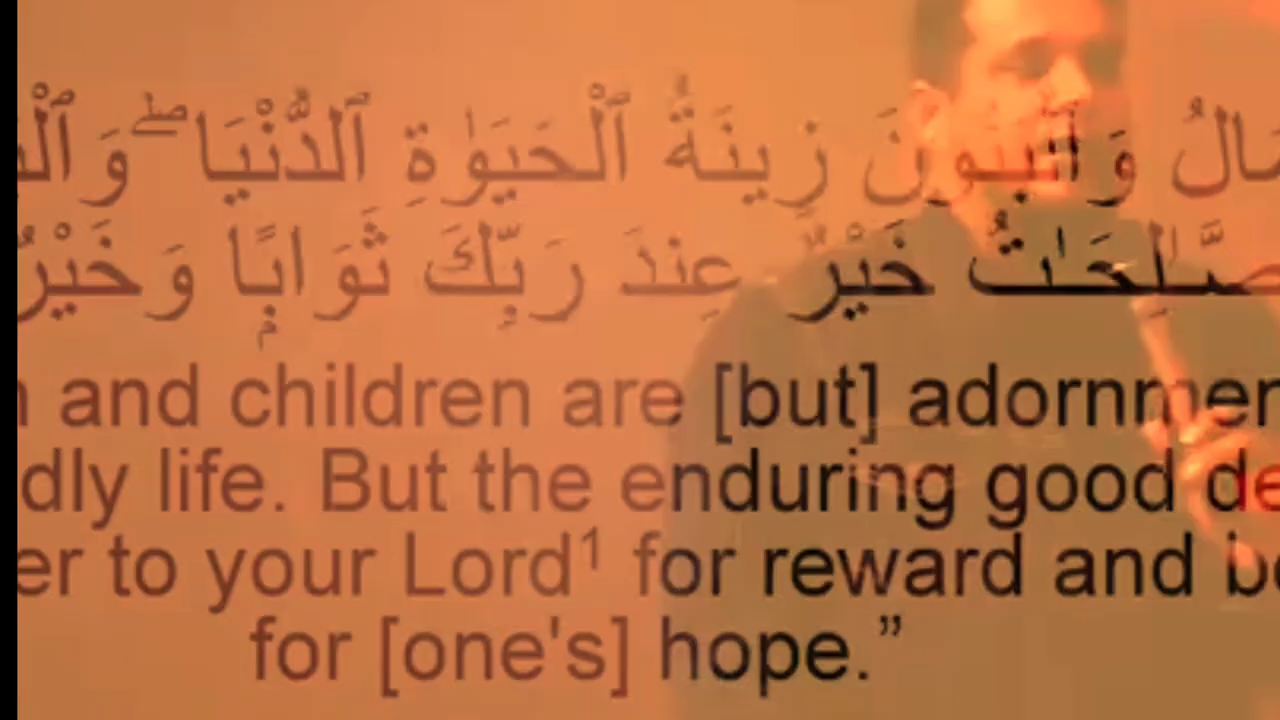 مَالُ وَٱلْبَنُونَ زِينَةُ ٱلْحَيَوٰةِ ٱلدُّنْيَا ۖ وَٱلْبَ
صَّـٰلِحَـٰتُ خَيْرٌ عِندَ رَبِّكَ ثَوَابًۭا وَخَيْرٌ
and children are [but] adornmen
dly life. But the enduring good de
er to your Lord¹ for reward and be
for [one's] hope.”